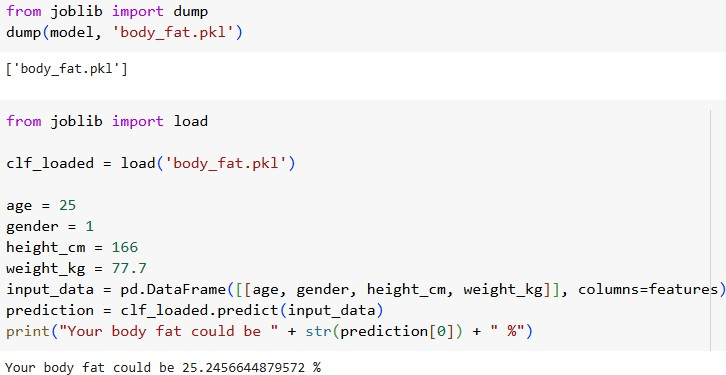 from joblib import dump
dump(model, 'body_fat.pkl')
['body_fat.pkl']
from joblib import load
clf_loaded = load('body_fat.pkl')
age = 25
gender = 1
height_cm = 166
weight_kg = 77.7
input_data = pd.DataFrame([[age, gender, height_cm, weight_kg]], columns=features)
prediction = clf_loaded.predict(input_data)
print("Your body fat could be " + str(prediction[0]) + " %")
Your body fat could be 25.2456644879572 %